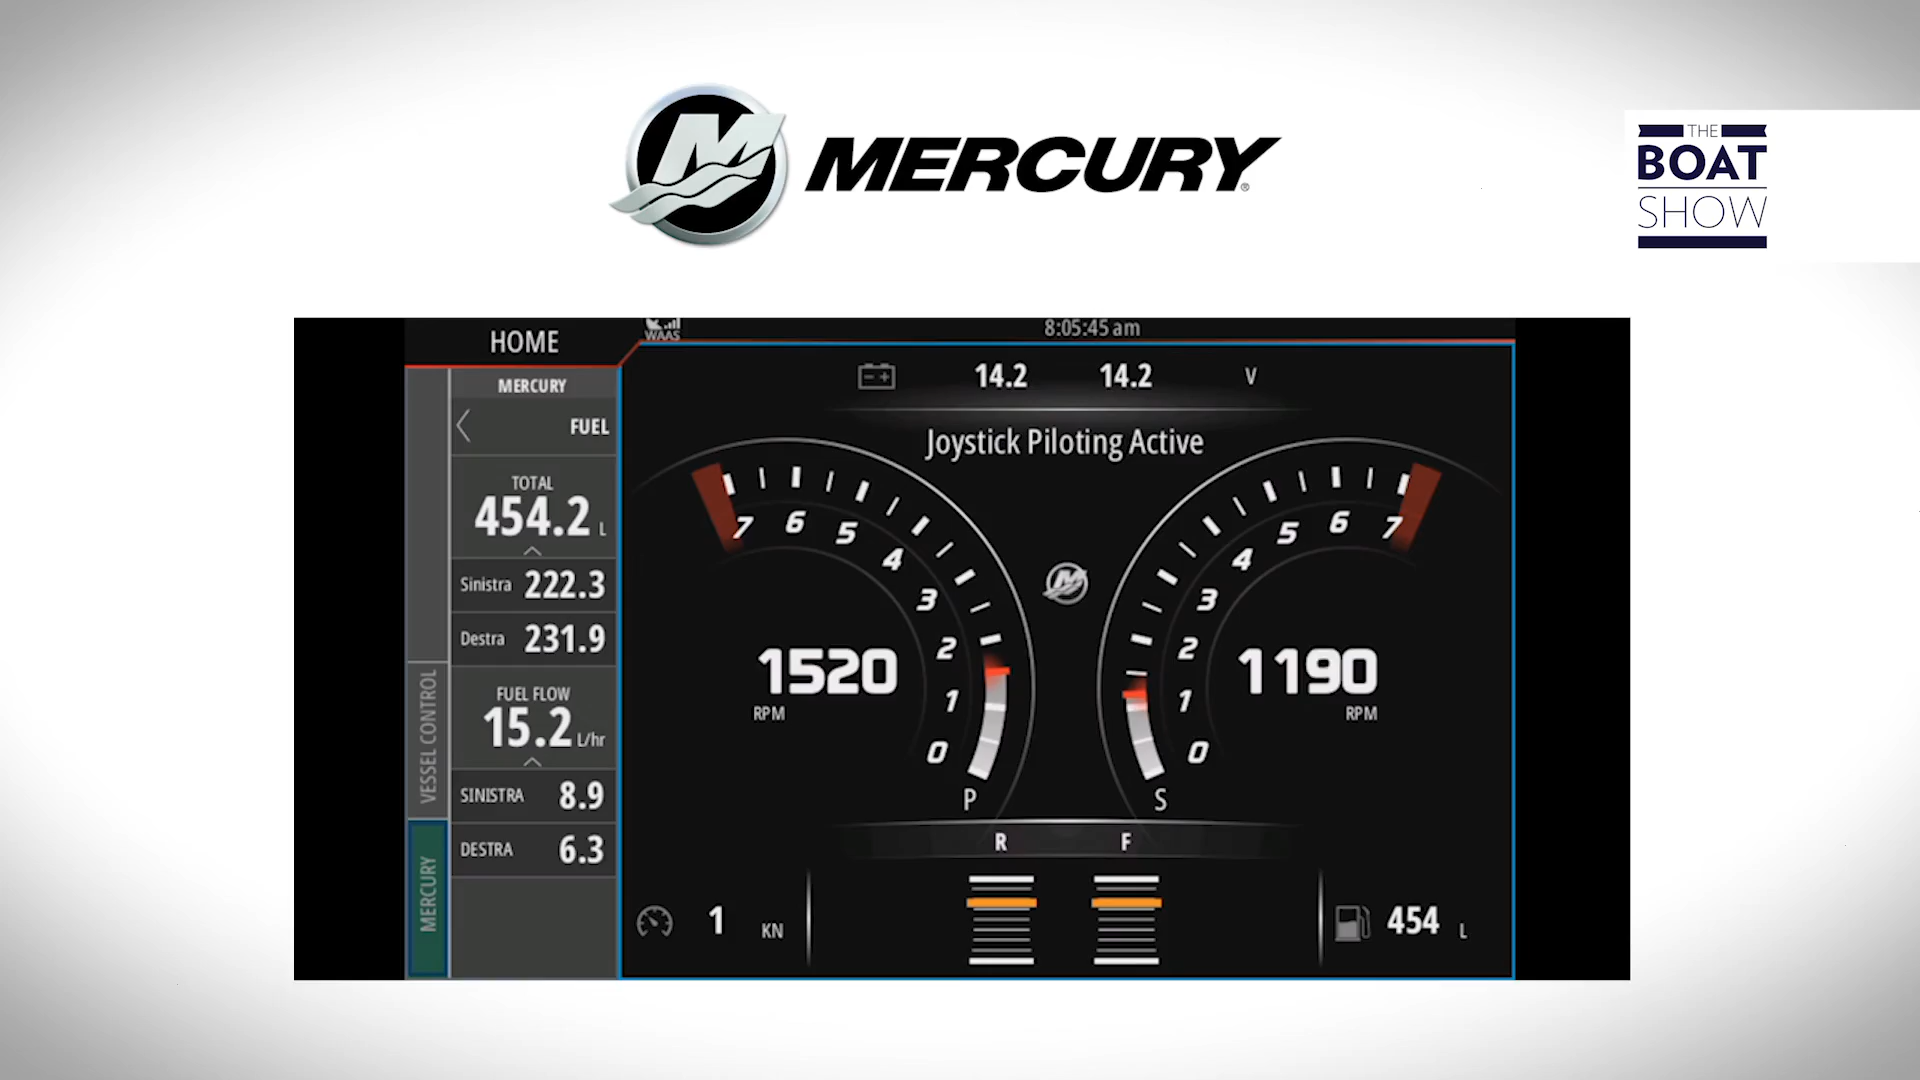 MERCURY
THE
BOAT
SHOW
HOME
WAAS
8:05:45 am
MERCURY
FUEL
TOTAL
454.2 L
Sinistra 222.3
Destra 231.9
FUEL FLOW
15.2 L/hr
SINISTRA 8.9
DESTRA 6.3
VESSEL CONTROL
MERCURY
14.2 14.2 V
Joystick Piloting Active
7 6 5 4 3 2 1 0
1520
RPM
P
7 6 5 4 3 2 1 0
1190
RPM
S
R F
1 KN
454 L